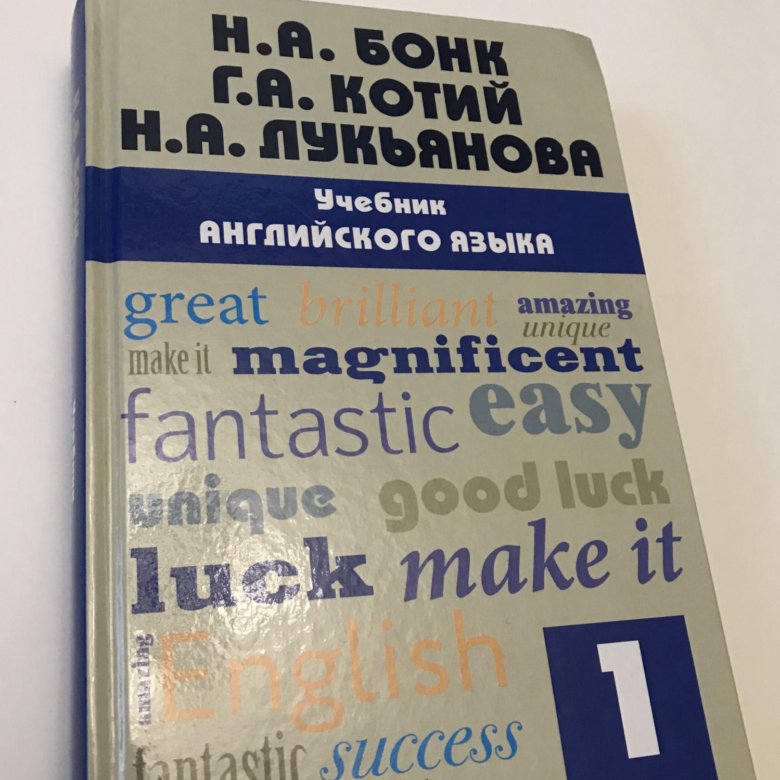 Н.А. БОНК
Г.А. КОТИЙ
Н.А. ЛУКЬЯНОВА
Учебник
АНГЛИЙСКОГО ЯЗЫКА
great brilliant amazing
unique
make it magnificent
fantastic easy
unique good luck
luck make it
amazing
English
1
fantastic success